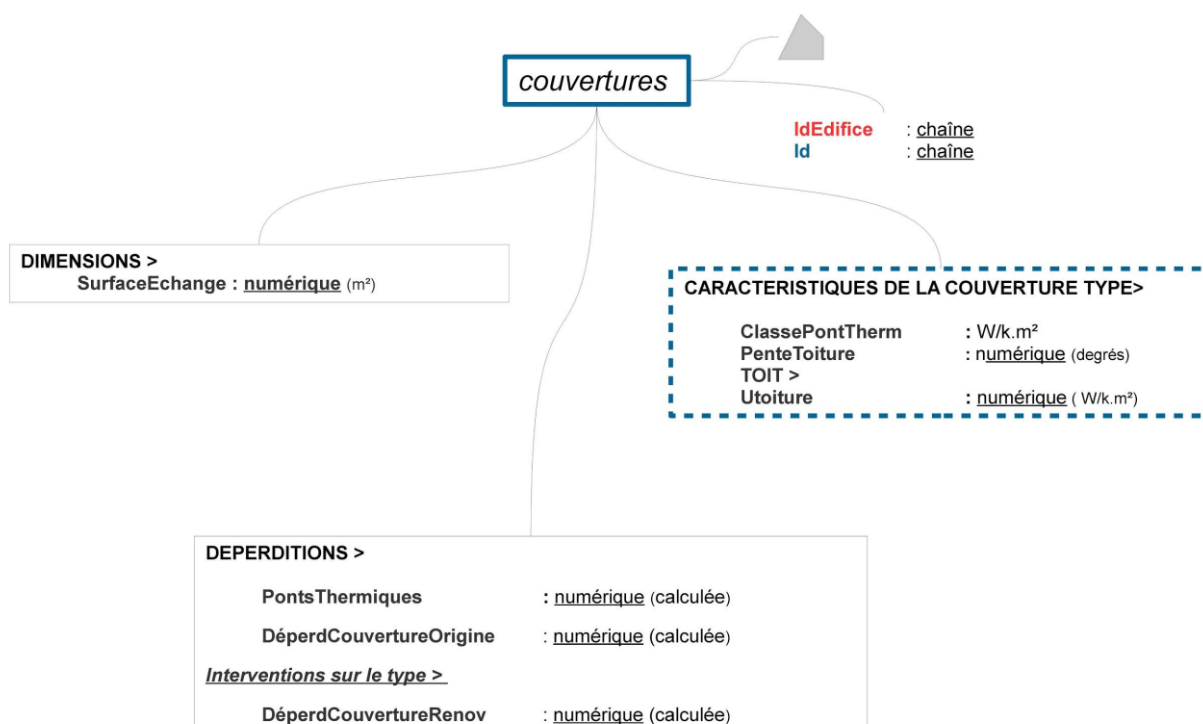 couvertures
IdEdifice : chaîne
Id : chaîne
DIMENSIONS >
SurfaceEchange : numérique (m²)
CARACTERISTIQUES DE LA COUVERTURE TYPE>
ClassePontTherm : W/k.m²
PenteToiture : numérique (degrés)
TOIT >
Utoiture : numérique ( W/k.m²)
DEPERDITIONS >
PontsThermiques : numérique (calculée)
DéperdCouvertureOrigine : numérique (calculée)
Interventions sur le type >
DéperdCouvertureRenov : numérique (calculée)